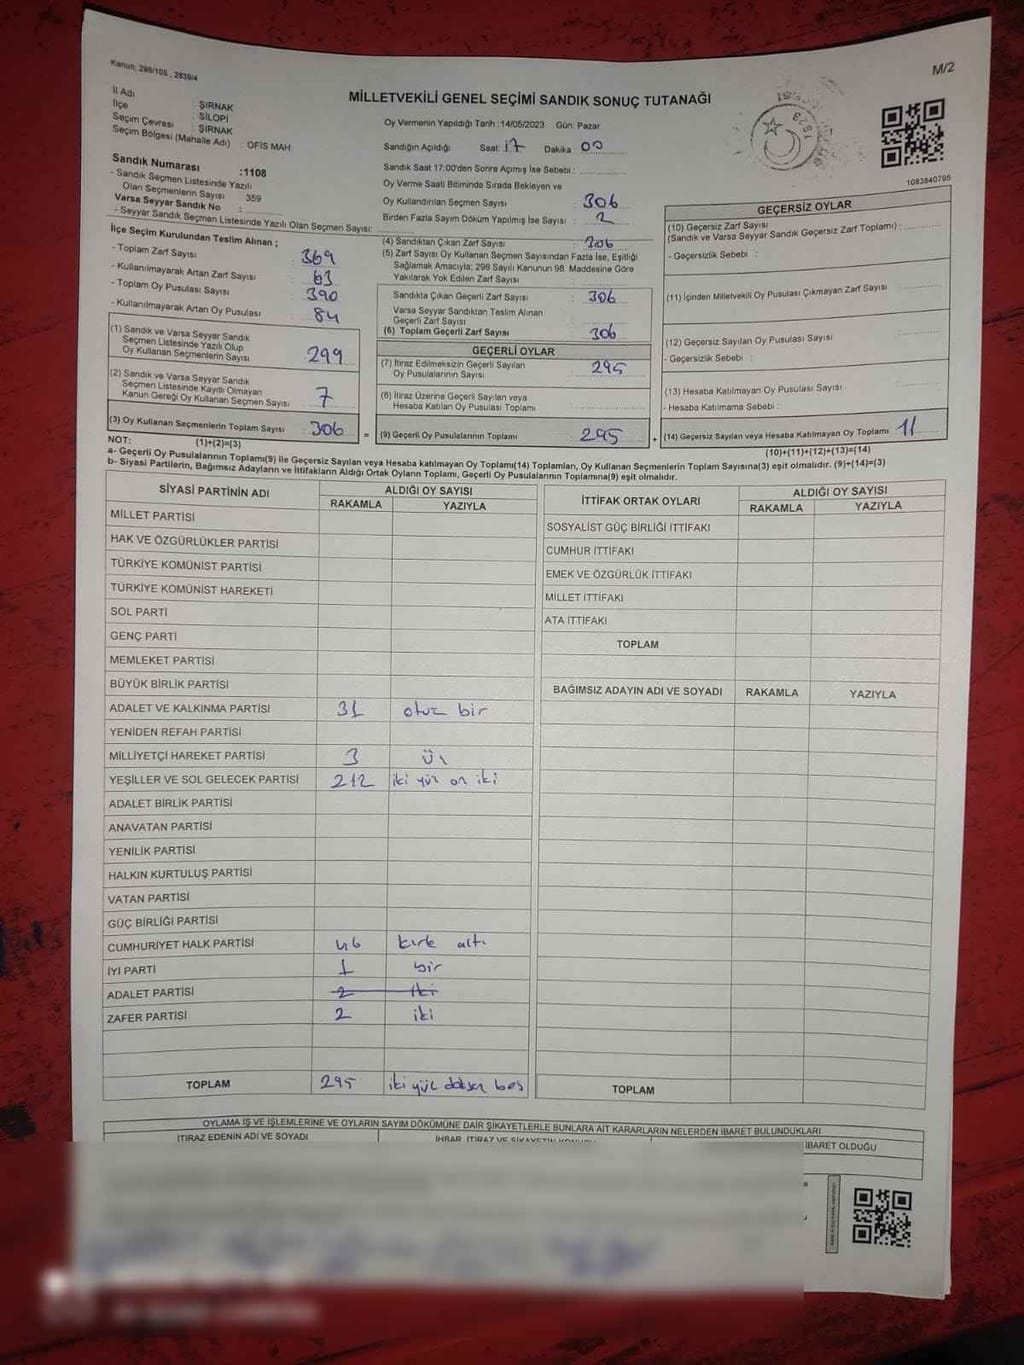 Kanun: 298/105 , 2839/4
M/2
MİLLETVEKİLİ GENEL SEÇİMİ SANDIK SONUÇ TUTANAĞI
İl Adı : ŞIRNAK
İlçe : SİLOPİ
Seçim Çevresi : ŞIRNAK
Seçim Bölgesi (Mahalle Adı) : OFİS MAH
Sandık Numarası :1108
- Sandık Seçmen Listesinde Yazılı
Olan Seçmenlerin Sayısı 359
Varsa Seyyar Sandık No :
- Seyyar Sandık Seçmen Listesinde Yazılı Olan Seçmen Sayısı:
İlçe Seçim Kurulundan Teslim Alınan ;
- Toplam Zarf Sayısı : 369
- Kullanılmayarak Artan Zarf Sayısı : 63
- Toplam Oy Pusulası Sayısı : 390
- Kullanılmayarak Artan Oy Pusulası : 84
(1) Sandık ve Varsa Seyyar Sandık
Seçmen Listesinde Yazılı Olup
Oy Kullanan Seçmenlerin Sayısı : 299
(2) Sandık ve Varsa Seyyar Sandık
Seçmen Listesinde Kayıtlı Olmayan
Kanun Gereği Oy Kullanan Seçmen Sayısı : 7
(3) Oy Kullanan Seçmenlerin Toplam Sayısı : 306
Oy Vermenin Yapıldığı Tarih :14/05/2023 Gün: Pazar
Sandığın Açıldığı Saat: 17 Dakika 00
Sandık Saat 17:00'den Sonra Açılmış İse Sebebi :
Oy Verme Saati Bitiminde Sırada Bekleyen ve
Oy Kullandırılan Seçmen Sayısı : 306
Birden Fazla Sayım Döküm Yapılmış İse Sayısı : 2
(4) Sandıktan Çıkan Zarf Sayısı : 306
(5) Zarf Sayısı Oy Kullanan Seçmen Sayısından Fazla İse, Eşitliği
Sağlamak Amacıyla; 298 Sayılı Kanunun 98. Maddesine Göre
Yakılarak Yok Edilen Zarf Sayısı :
Sandıkta Çıkan Geçerli Zarf Sayısı : 306
Varsa Seyyar Sandıktan Teslim Alınan
Geçerli Zarf Sayısı :
(6) Toplam Geçerli Zarf Sayısı : 306
GEÇERLİ OYLAR
(7) İtiraz Edilmeksizin Geçerli Sayılan
Oy Pusulalarının Sayısı : 295
(8) İtiraz Üzerine Geçerli Sayılan veya
Hesaba Katılan Oy Pusulası Toplamı :
= (9) Geçerli Oy Pusulalarının Toplamı : 295
1083840795
GEÇERSİZ OYLAR
(10) Geçersiz Zarf Sayısı
(Sandık ve Varsa Seyyar Sandık Geçersiz Zarf Toplamı) :
- Geçersizlik Sebebi :
(11) İçinden Milletvekili Oy Pusulası Çıkmayan Zarf Sayısı :
(12) Geçersiz Sayılan Oy Pusulası Sayısı :
- Geçersizlik Sebebi :
(13) Hesaba Katılmayan Oy Pusulası Sayısı :
- Hesaba Katılmama Sebebi :
+ (14) Geçersiz Sayılan veya Hesaba Katılmayan Oy Toplamı : 11
NOT: (1)+(2)=(3)
(10)+(11)+(12)+(13)=(14)
a- Geçerli Oy Pusulalarının Toplamı(9) ile Geçersiz Sayılan veya Hesaba katılmayan Oy Toplamı(14) Toplamları, Oy Kullanan Seçmenlerin Toplam Sayısına(3) eşit olmalıdır. (9)+(14)=(3)
b- Siyasi Partilerin, Bağımsız Adayların ve İttifakların Aldığı Ortak Oyların Toplamı, Geçerli Oy Pusulalarının Toplamına(9) eşit olmalıdır.
SİYASİ PARTİNİN ADI ALDIĞI OY SAYISI
RAKAMLA YAZIYLA
MİLLET PARTİSİ
HAK VE ÖZGÜRLÜKLER PARTİSİ
TÜRKİYE KOMÜNİST PARTİSİ
TÜRKİYE KOMÜNİST HAREKETİ
SOL PARTİ
GENÇ PARTİ
MEMLEKET PARTİSİ
BÜYÜK BİRLİK PARTİSİ
ADALET VE KALKINMA PARTİSİ 31 otuz bir
YENİDEN REFAH PARTİSİ
MİLLİYETÇİ HAREKET PARTİSİ 3 üç
YEŞİLLER VE SOL GELECEK PARTİSİ 212 iki yüz on iki
ADALET BİRLİK PARTİSİ
ANAVATAN PARTİSİ
YENİLİK PARTİSİ
HALKIN KURTULUŞ PARTİSİ
VATAN PARTİSİ
GÜÇ BİRLİĞİ PARTİSİ
CUMHURİYET HALK PARTİSİ 46 kırk altı
İYİ PARTİ 1 bir
ADALET PARTİSİ 2 iki
ZAFER PARTİSİ 2 iki
TOPLAM 295 iki yüz doksan beş
İTTİFAK ORTAK OYLARI ALDIĞI OY SAYISI
RAKAMLA YAZIYLA
SOSYALİST GÜÇ BİRLİĞİ İTTİFAKI
CUMHUR İTTİFAKI
EMEK VE ÖZGÜRLÜK İTTİFAKI
MİLLET İTTİFAKI
ATA İTTİFAKI
TOPLAM
BAĞIMSIZ ADAYIN ADI VE SOYADI RAKAMLA YAZIYLA
TOPLAM
OYLAMA İŞ VE İŞLEMLERİNE VE OYLARIN SAYIM DÖKÜMÜNE DAİR ŞİKAYETLERLE BUNLARA AİT KARARLARIN NELERDEN İBARET BULUNDUKLARI
İTİRAZ EDENİN ADI VE SOYADI
İHBAR, İTİRAZ VE ŞİKAYETİN KONUSU
İBARET OLDUĞU